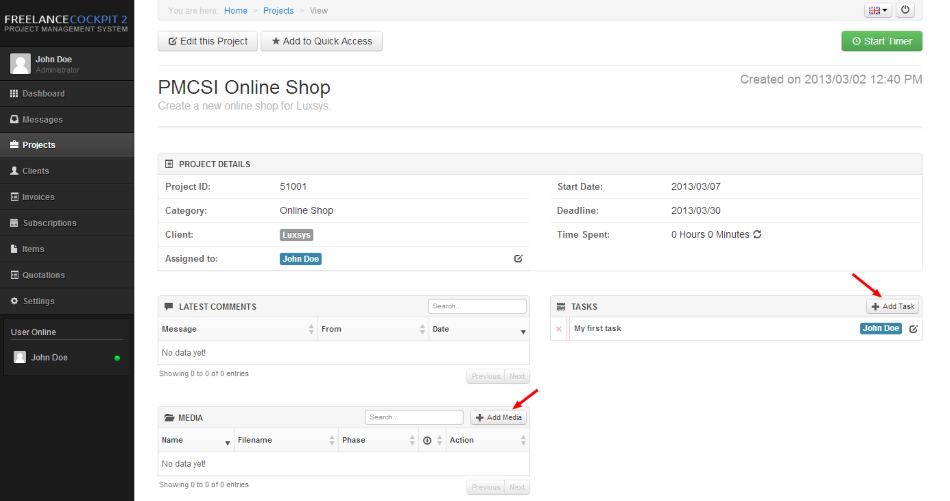 FREELANCECOCKPIT 2
PROJECT MANAGEMENT SYSTEM
John Doe
Administrator
Dashboard
Messages
Projects
Clients
Invoices
Subscriptions
Items
Quotations
Settings
User Online
John Doe
You are here: Home > Projects > View
Edit this Project
Add to Quick Access
Start Timer
PMCSI Online Shop
Created on 2013/03/02 12:40 PM
Create a new online shop for Luxsys.
PROJECT DETAILS
Project ID: 51001 Start Date: 2013/03/07
Category: Online Shop Deadline: 2013/03/30
Client: Luxsys Time Spent: 0 Hours 0 Minutes
Assigned to: John Doe
LATEST COMMENTS Search...
Message From Date
No data yet!
Showing 0 to 0 of 0 entries
Previous Next
TASKS Add Task
× My first task John Doe
MEDIA Search... Add Media
Name Filename Phase Action
No data yet!
Showing 0 to 0 of 0 entries
Previous Next